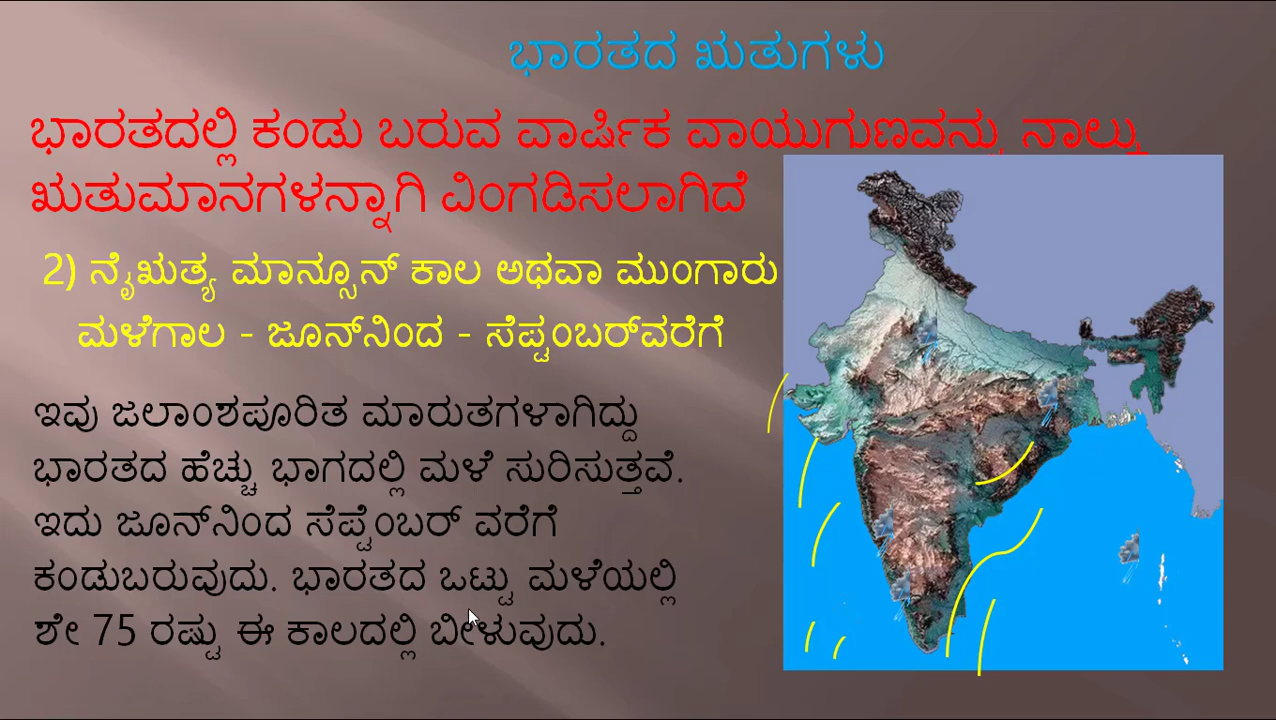 ಭಾರತದ ಋತುಗಳು
ಭಾರತದಲ್ಲಿ ಕಂಡು ಬರುವ ವಾರ್ಷಿಕ ವಾಯುಗುಣವನ್ನು ನಾಲ್ಕು
ಋತುಮಾನಗಳನ್ನಾಗಿ ವಿಂಗಡಿಸಲಾಗಿದೆ
2) ನೈಋತ್ಯ ಮಾನ್ಸೂನ್ ಕಾಲ ಅಥವಾ ಮುಂಗಾರು
ಮಳೆಗಾಲ - ಜೂನ್‌ನಿಂದ - ಸೆಪ್ಟಂಬರ್‌ವರೆಗೆ
ಇವು ಜಲಾಂಶಪೂರಿತ ಮಾರುತಗಳಾಗಿದ್ದು
ಭಾರತದ ಹೆಚ್ಚು ಭಾಗದಲ್ಲಿ ಮಳೆ ಸುರಿಸುತ್ತವೆ.
ಇದು ಜೂನ್‌ನಿಂದ ಸೆಪ್ಟೆಂಬರ್ ವರೆಗೆ
ಕಂಡುಬರುವುದು. ಭಾರತದ ಒಟ್ಟು ಮಳೆಯಲ್ಲಿ
ಶೇ 75 ರಷ್ಟು ಈ ಕಾಲದಲ್ಲಿ ಬೀಳುವುದು.